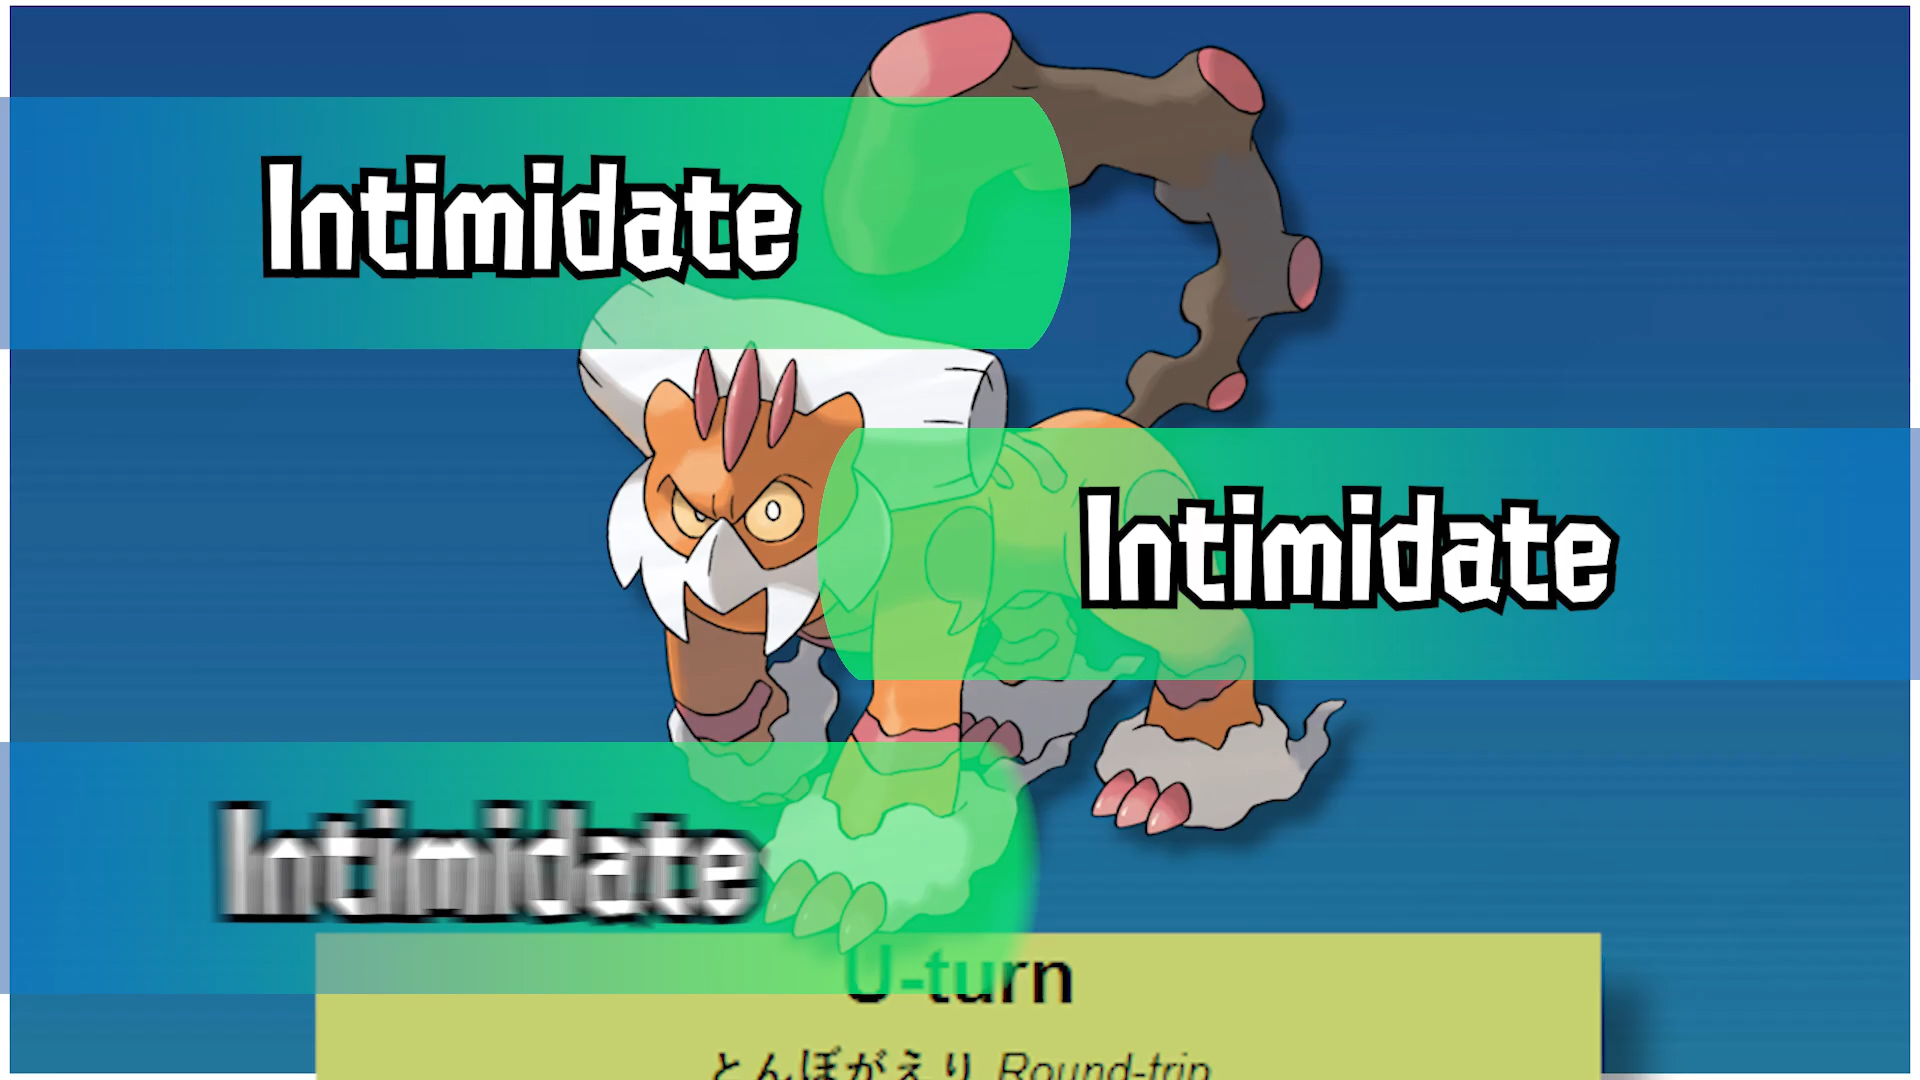 Intimidate
Intimidate
Intimidate
U-turn
とんぼがえり Round-trip